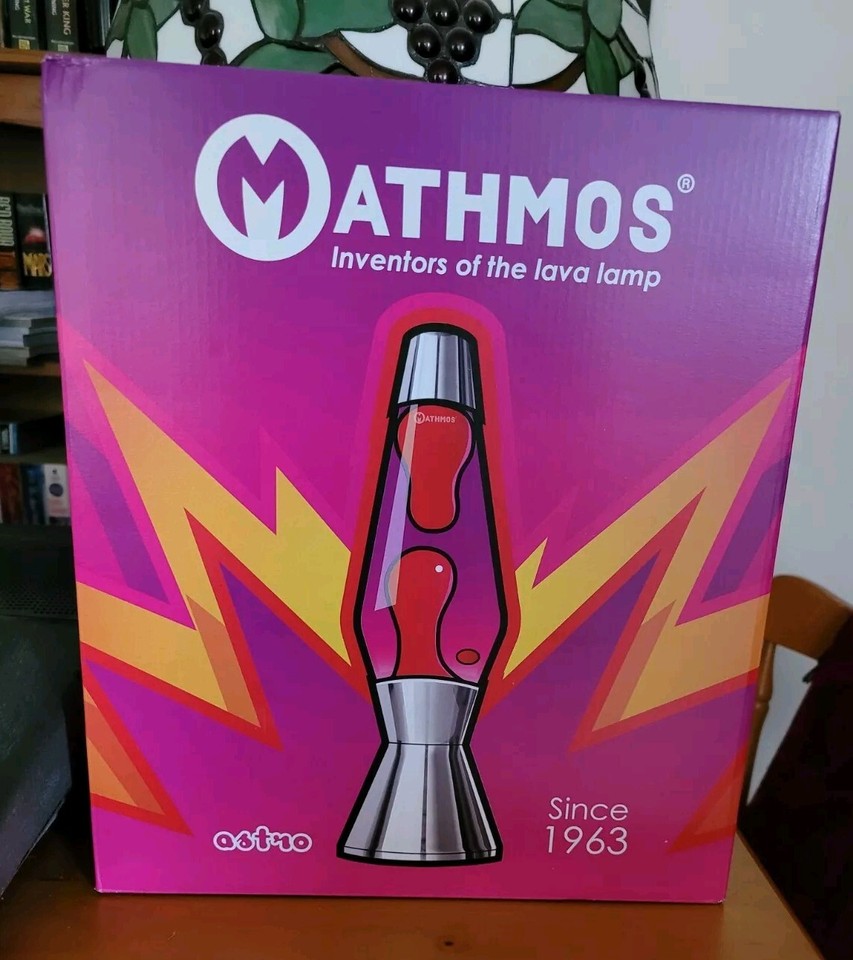 MATHMOS®
Inventors of the lava lamp
MATHMOS
astro
Since
1963